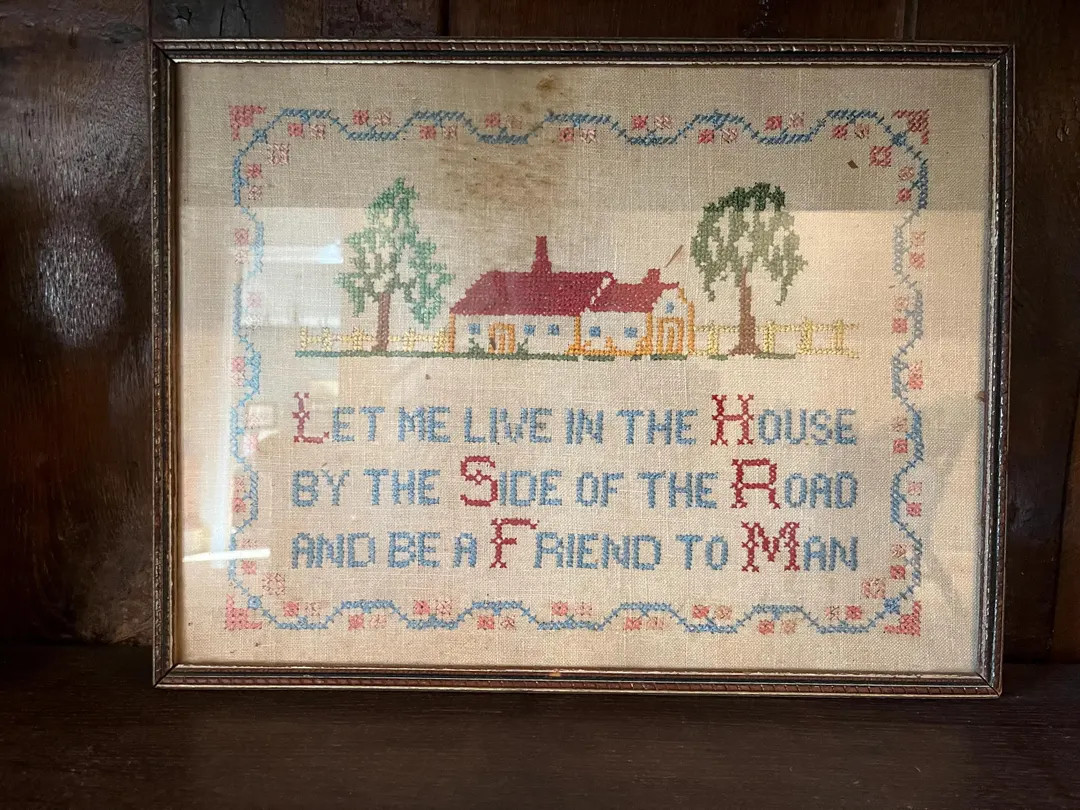 LET ME LIVE IN THE HOUSE
BY THE SIDE OF THE ROAD
AND BE A FRIEND TO MAN